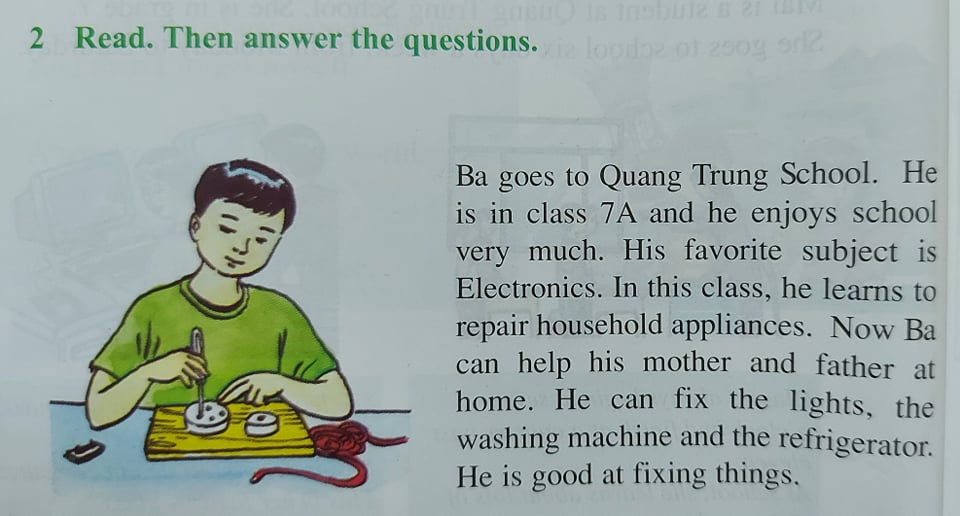 2 Read. Then answer the questions.
Ba goes to Quang Trung School. He
is in class 7A and he enjoys school
very much. His favorite subject is
Electronics. In this class, he learns to
repair household appliances. Now Ba
can help his mother and father at
home. He can fix the lights, the
washing machine and the refrigerator.
He is good at fixing things.